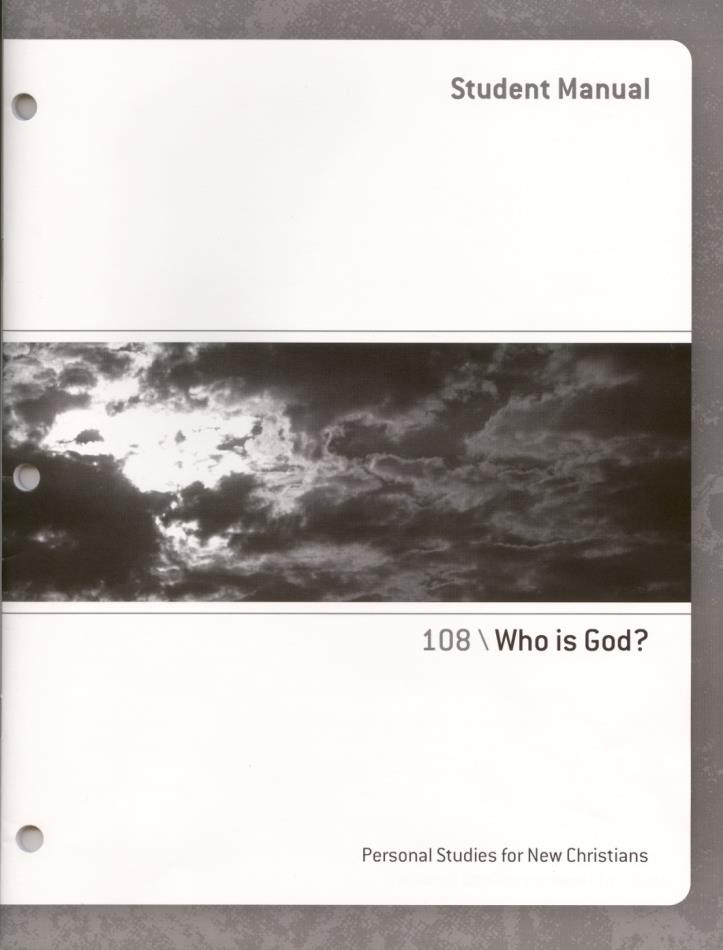 Student Manual
108 \ Who is God?
Personal Studies for New Christians